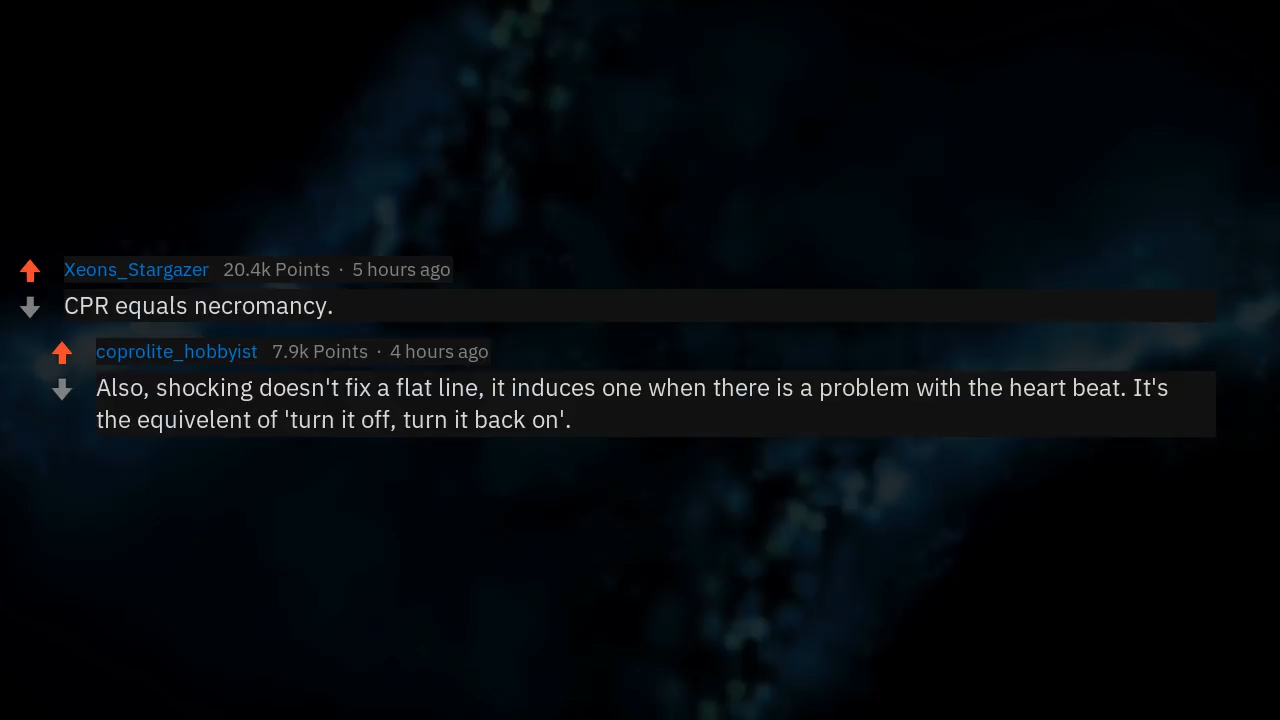 Xeons_Stargazer 20.4k Points · 5 hours ago
CPR equals necromancy.
coprolite_hobbyist 7.9k Points · 4 hours ago
Also, shocking doesn't fix a flat line, it induces one when there is a problem with the heart beat. It's
the equivelent of 'turn it off, turn it back on'.